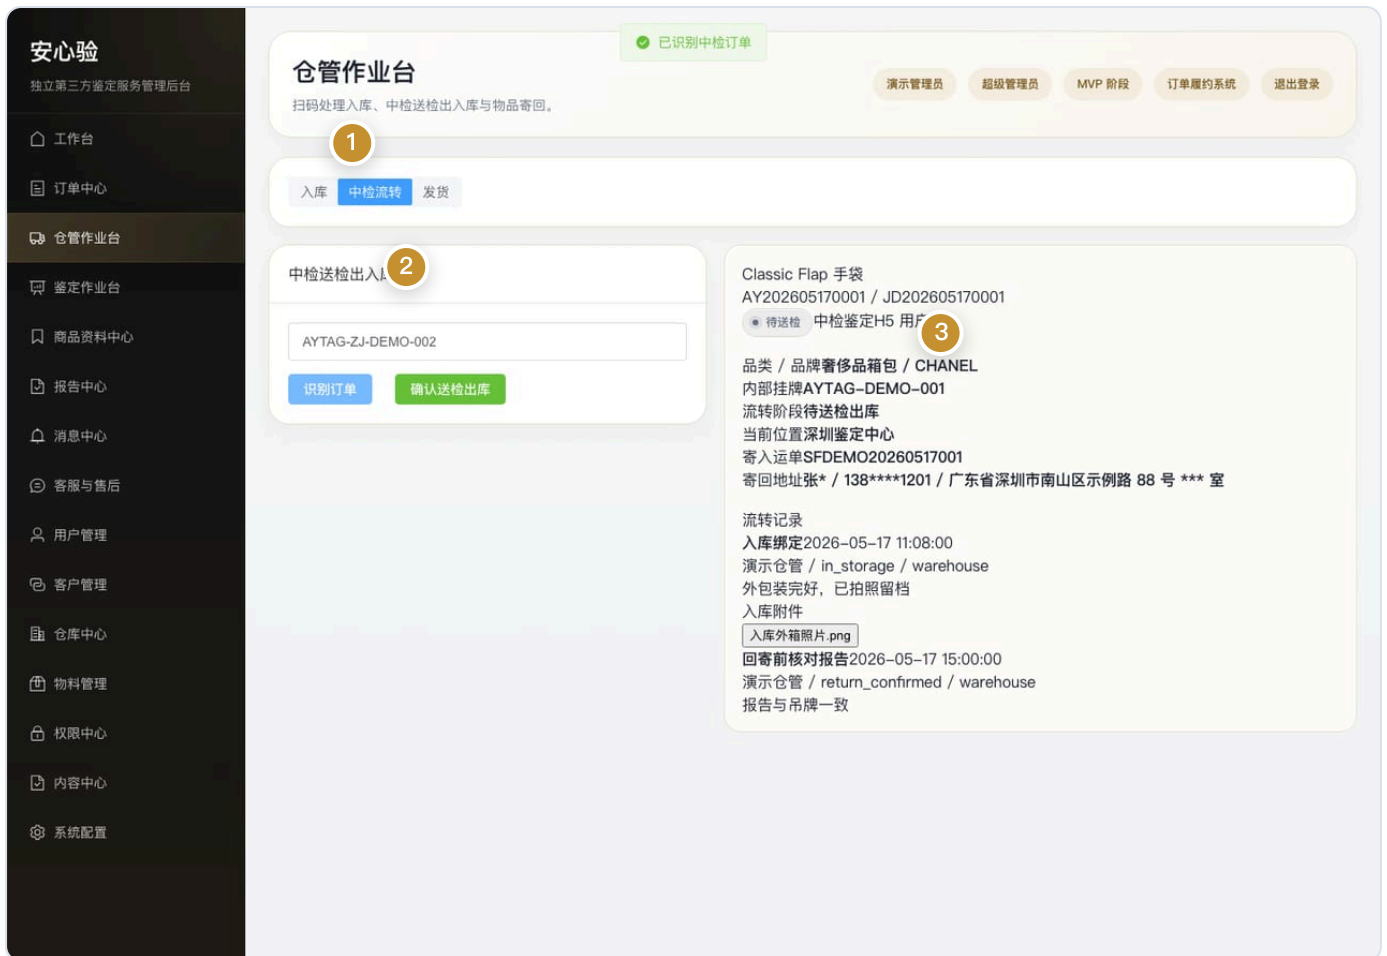 安心验
独立第三方鉴定服务管理后台
工作台
订单中心
仓管作业台
鉴定作业台
商品资料中心
报告中心
消息中心
客服与售后
用户管理
客户管理
仓库中心
物料管理
权限中心
内容中心
系统配置
已识别中检订单
仓管作业台
扫码处理入库、中检送检出入库与物品寄回。
演示管理员
超级管理员
MVP 阶段
订单履约系统
退出登录
1
入库
中检流转
发货
中检送检出入
2
AYTAG-ZJ-DEMO-002
识别订单
确认送检出库
Classic Flap 手袋
AY202605170001 / JD202605170001
待送检 中检鉴定H5 用
3
品类 / 品牌奢侈品箱包 / CHANEL
内部挂牌AYTAG-DEMO-001
流转阶段待送检出库
当前位置深圳鉴定中心
寄入运单SFDEMO20260517001
寄回地址张* / 138****1201 / 广东省深圳市南山区示例路 88 号 *** 室
流转记录
入库绑定2026-05-17 11:08:00
演示仓管 / in_storage / warehouse
外包装完好，已拍照留档
入库附件
入库外箱照片.png
回寄前核对报告2026-05-17 15:00:00
演示仓管 / return_confirmed / warehouse
报告与吊牌一致